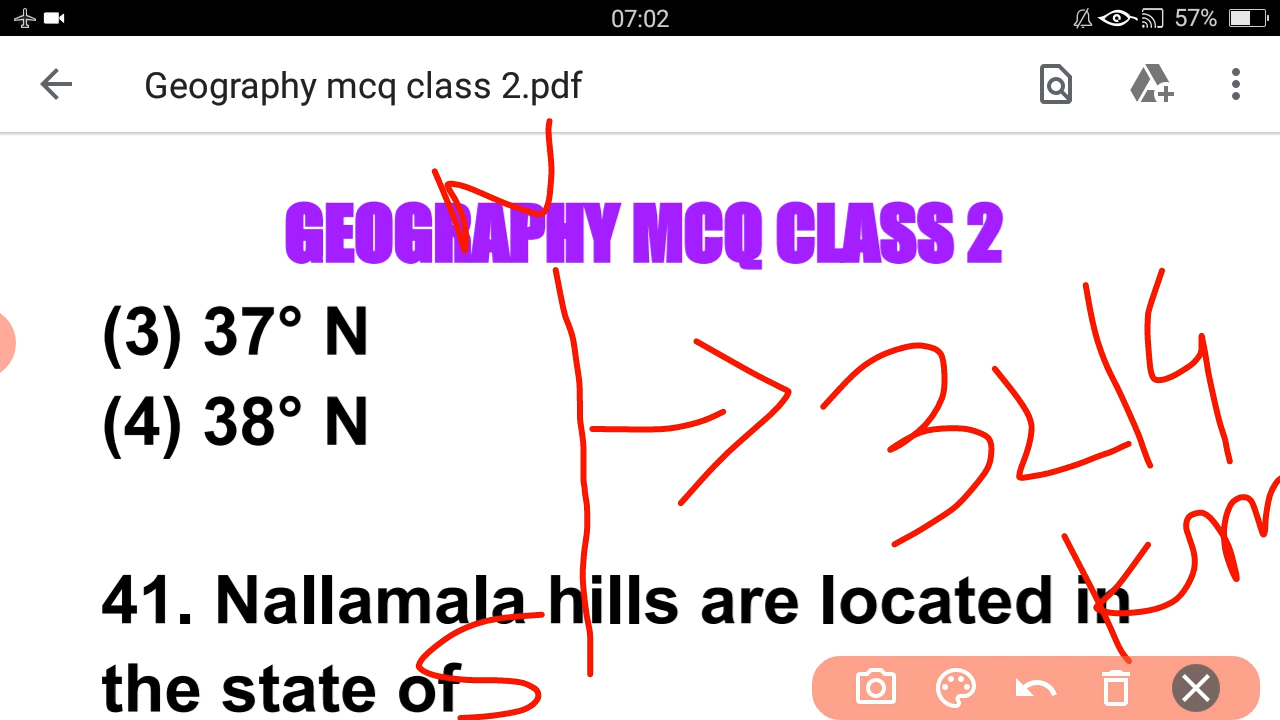 07:02
57%
Geography mcq class 2.pdf
N
GEOGRAPHY MCQ CLASS 2
(3) 37° N
(4) 38° N
3214
Km
41. Nallamala hills are located in
the state of
S